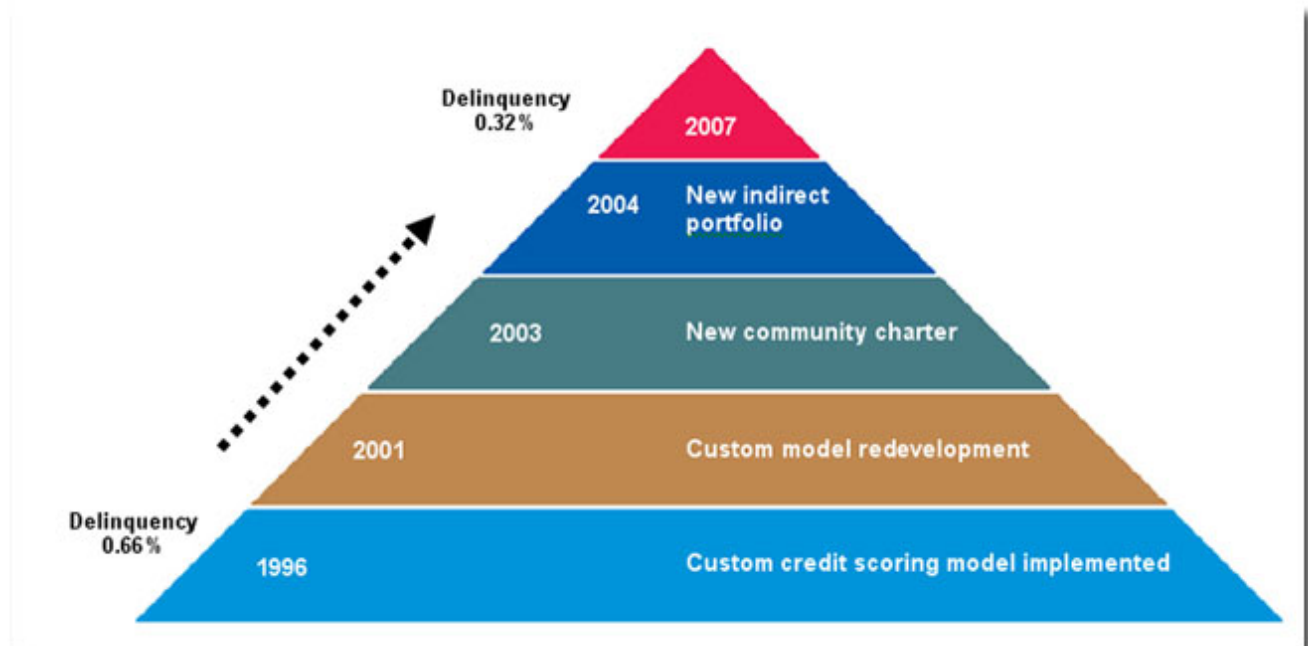 Delinquency
0.32%
2007
2004
New indirect
portfolio
2003
New community charter
2001
Custom model redevelopment
Delinquency
0.66%
1996
Custom credit scoring model implemented